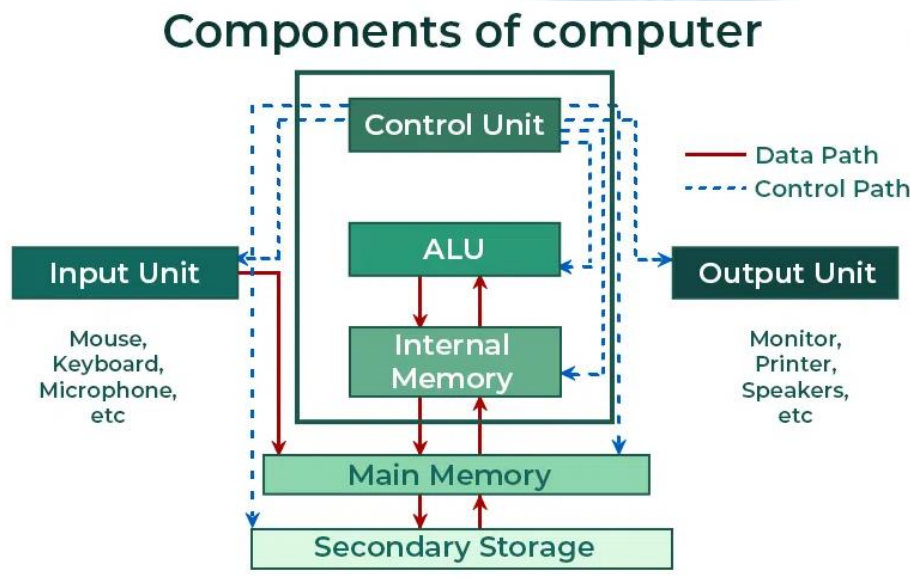 Components of computer
Control Unit
Data Path
Control Path
ALU
Input Unit
Output Unit
Mouse,
Keyboard,
Microphone,
etc
Internal
Memory
Monitor,
Printer,
Speakers,
etc
Main Memory
Secondary Storage